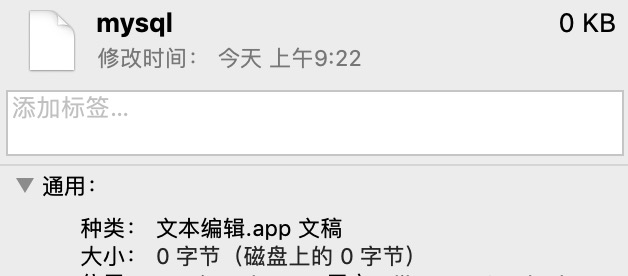 mysql 0 KB
修改时间： 今天 上午9:22
添加标签...
通用：
种类： 文本编辑.app 文稿
大小： 0 字节（磁盘上的 0 字节）